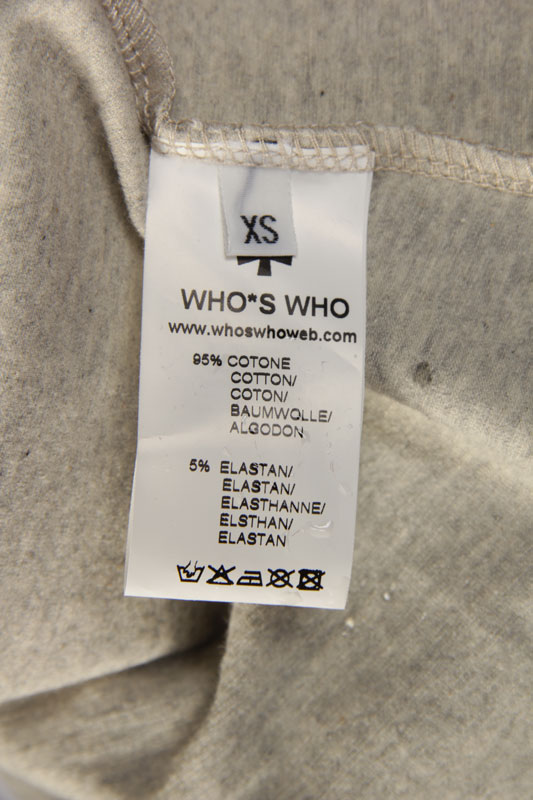 XS
WHO*S WHO
www.whoswhoweb.com
95% COTONE
COTTON/
COTON/
BAUMWOLLE/
ALGODON
5% ELASTAN/
ELASTAN/
ELASTHANNE/
ELSTHAN/
ELASTAN